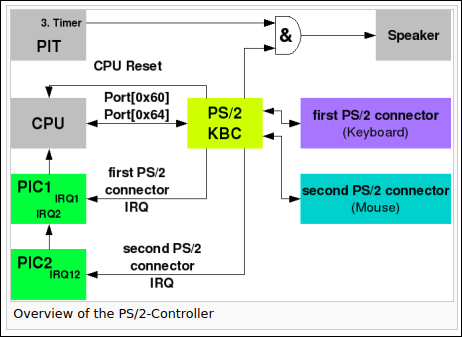 3. Timer
PIT
&
Speaker
CPU Reset
Port[0x60]
Port[0x64]
CPU
PS/2
KBC
first PS/2 connector
(Keyboard)
PIC1
IRQ1
IRQ2
first PS/2
connector
IRQ
second PS/2 connector
(Mouse)
PIC2
IRQ12
second PS/2
connector
IRQ
Overview of the PS/2-Controller